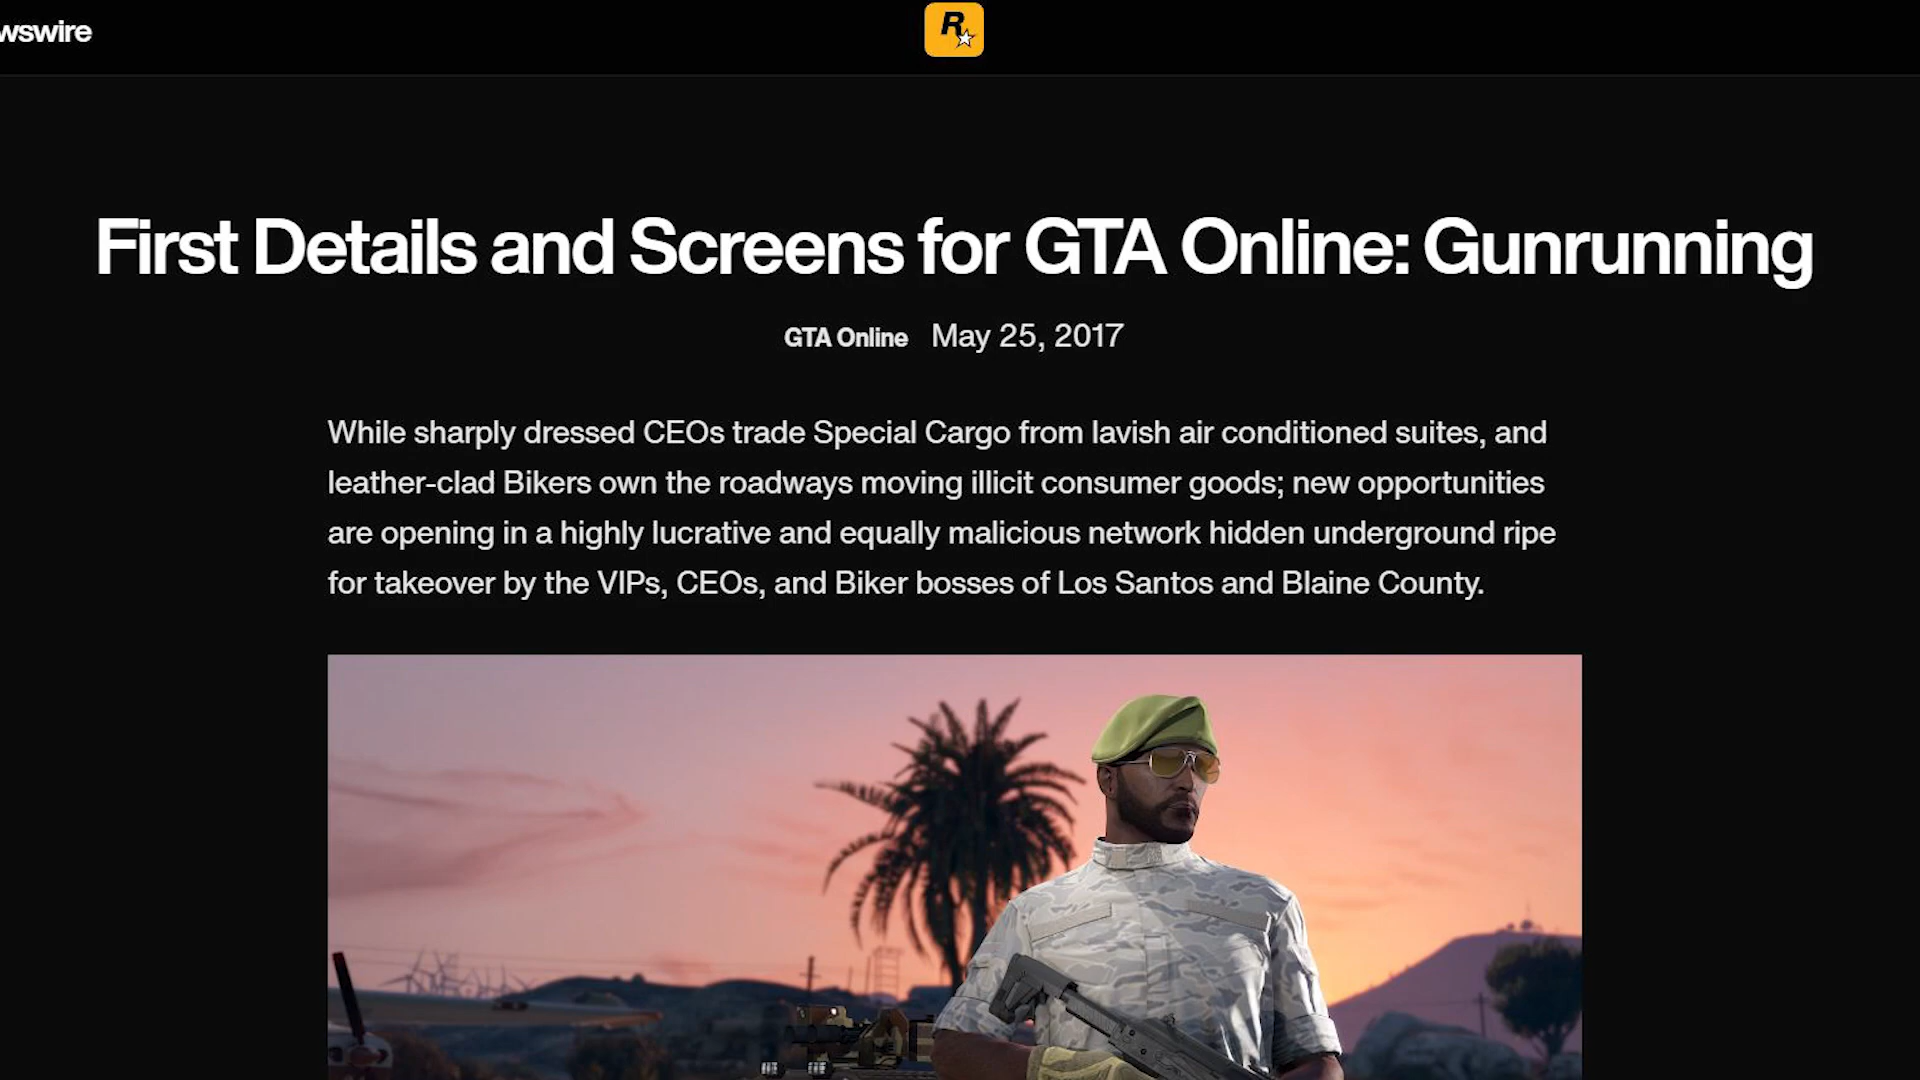 wswire
R
First Details and Screens for GTA Online: Gunrunning
GTA Online May 25, 2017
While sharply dressed CEOs trade Special Cargo from lavish air conditioned suites, and
leather-clad Bikers own the roadways moving illicit consumer goods; new opportunities
are opening in a highly lucrative and equally malicious network hidden underground ripe
for takeover by the VIPs, CEOs, and Biker bosses of Los Santos and Blaine County.